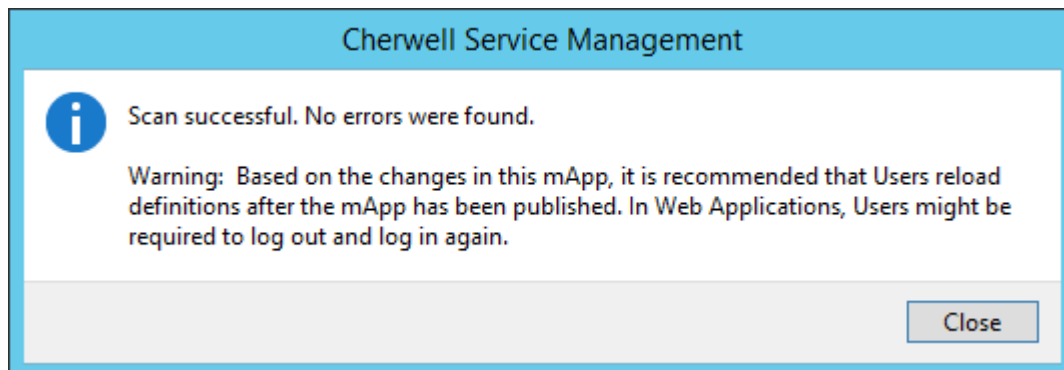 Cherwell Service Management
Scan successful. No errors were found.
Warning:  Based on the changes in this mApp, it is recommended that Users reload
definitions after the mApp has been published. In Web Applications, Users might be
required to log out and log in again.
Close